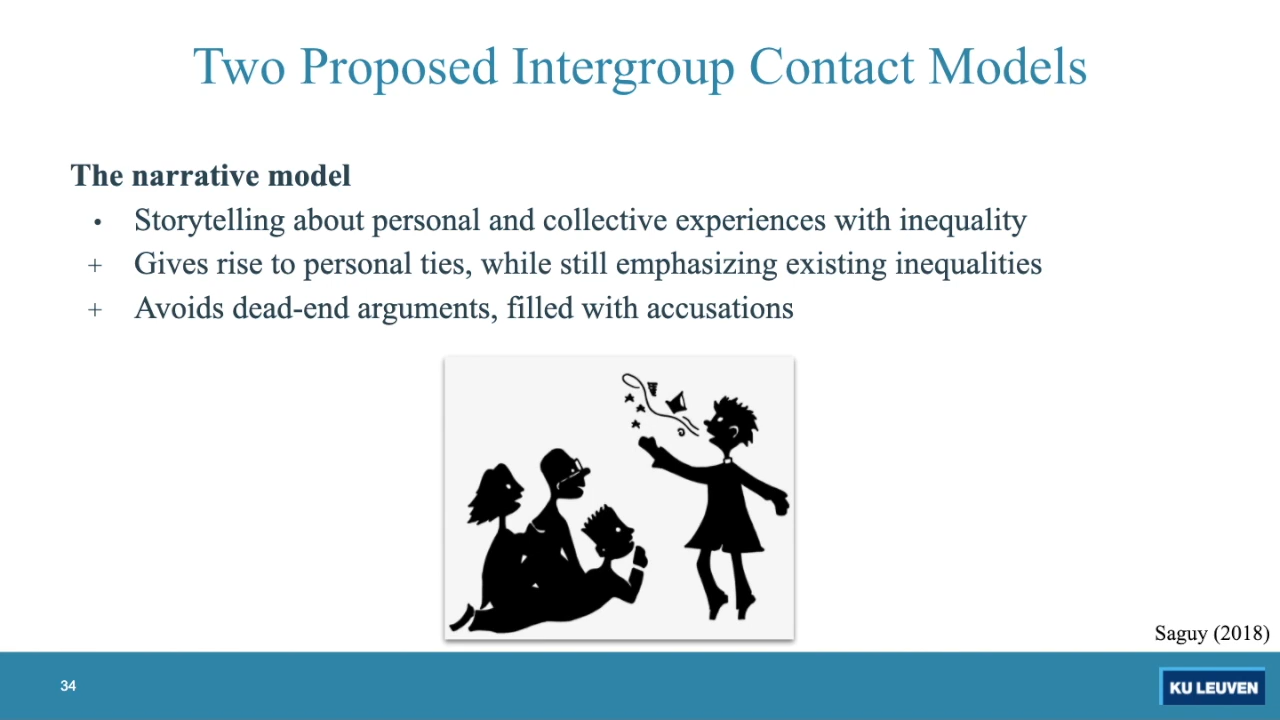 Two Proposed Intergroup Contact Models
The narrative model
• Storytelling about personal and collective experiences with inequality
+ Gives rise to personal ties, while still emphasizing existing inequalities
+ Avoids dead-end arguments, filled with accusations
Saguy (2018)
34
KU LEUVEN